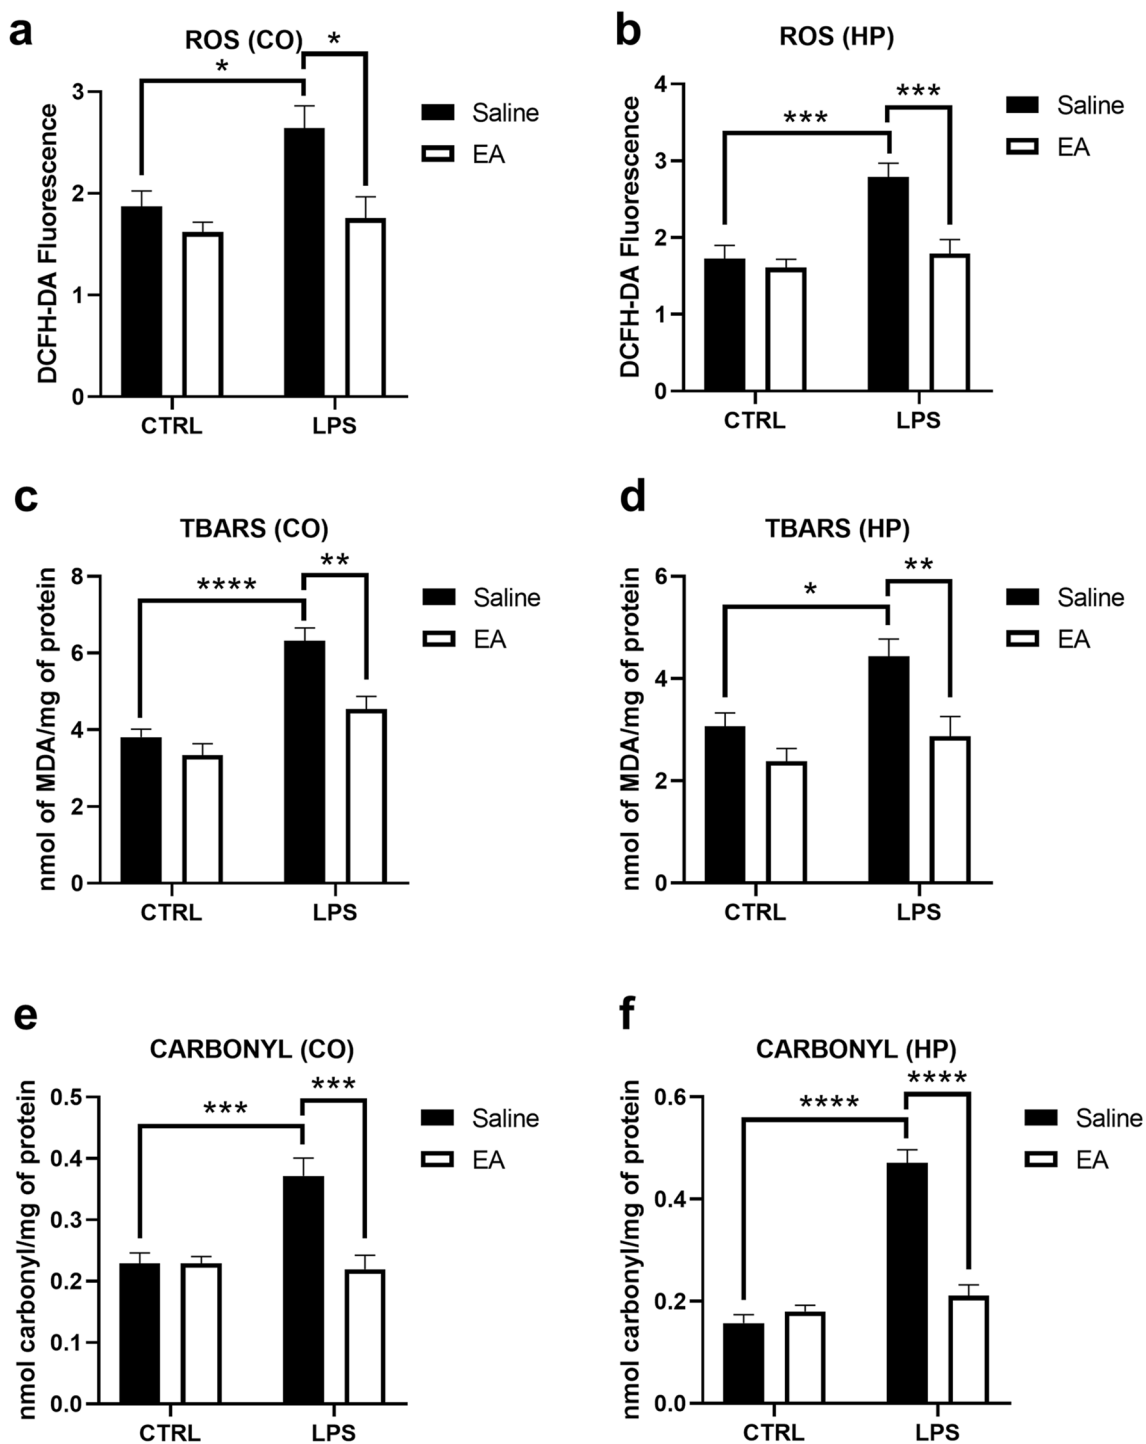 a
ROS (CO)
*
*
DCFH-DA Fluorescence
3
2
1
0
CTRL
LPS
Saline
EA
b
ROS (HP)
***
***
DCFH-DA Fluorescence
4
3
2
1
0
CTRL
LPS
Saline
EA
c
TBARS (CO)
****
**
nmol of MDA/mg of protein
8
6
4
2
0
CTRL
LPS
Saline
EA
d
TBARS (HP)
*
**
nmol of MDA/mg of protein
6
4
2
0
CTRL
LPS
Saline
EA
e
CARBONYL (CO)
***
***
nmol carbonyl/mg of protein
0.5
0.4
0.3
0.2
0.1
0.0
CTRL
LPS
Saline
EA
f
CARBONYL (HP)
****
****
nmol carbonyl/mg of protein
0.6
0.4
0.2
0.0
CTRL
LPS
Saline
EA